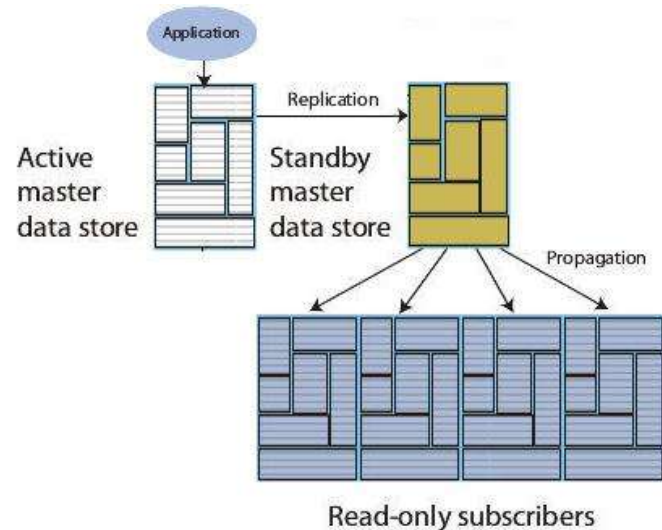 Application
Replication
Active
master
data store
Standby
master
data store
Propagation
Read-only subscribers